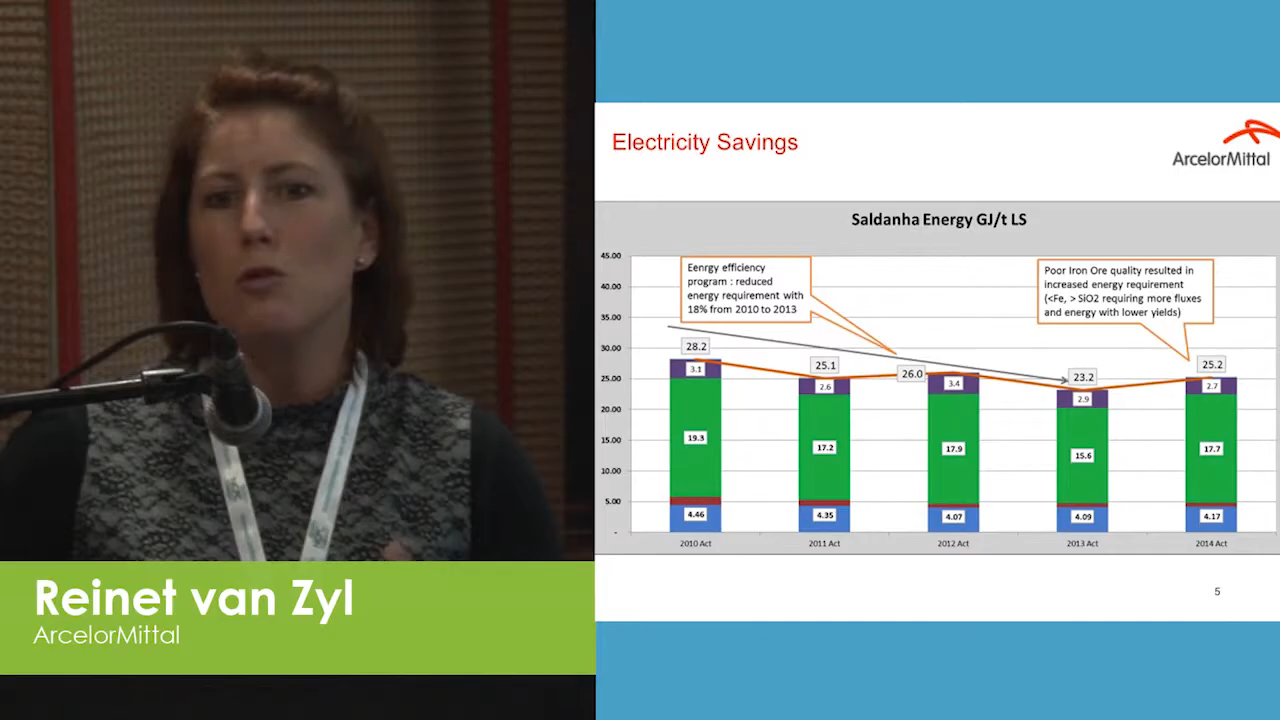 Reinet van Zyl
ArcelorMittal
Electricity Savings
ArcelorMittal
Saldanha Energy GJ/t LS
45.00
40.00
35.00
30.00
25.00
20.00
15.00
10.00
5.00
-
Eenrgy efficiency
program : reduced
energy requirement with
18% from 2010 to 2013
Poor Iron Ore quality resulted in
increased energy requirement
(<Fe, > SiO2 requiring more fluxes
and energy with lower yields)
28.2
3.1
19.3
4.46
25.1
2.6
17.2
4.35
26.0
3.4
17.9
4.07
23.2
2.9
15.6
4.09
25.2
2.7
17.7
4.17
2010 Act
2011 Act
2012 Act
2013 Act
2014 Act
5